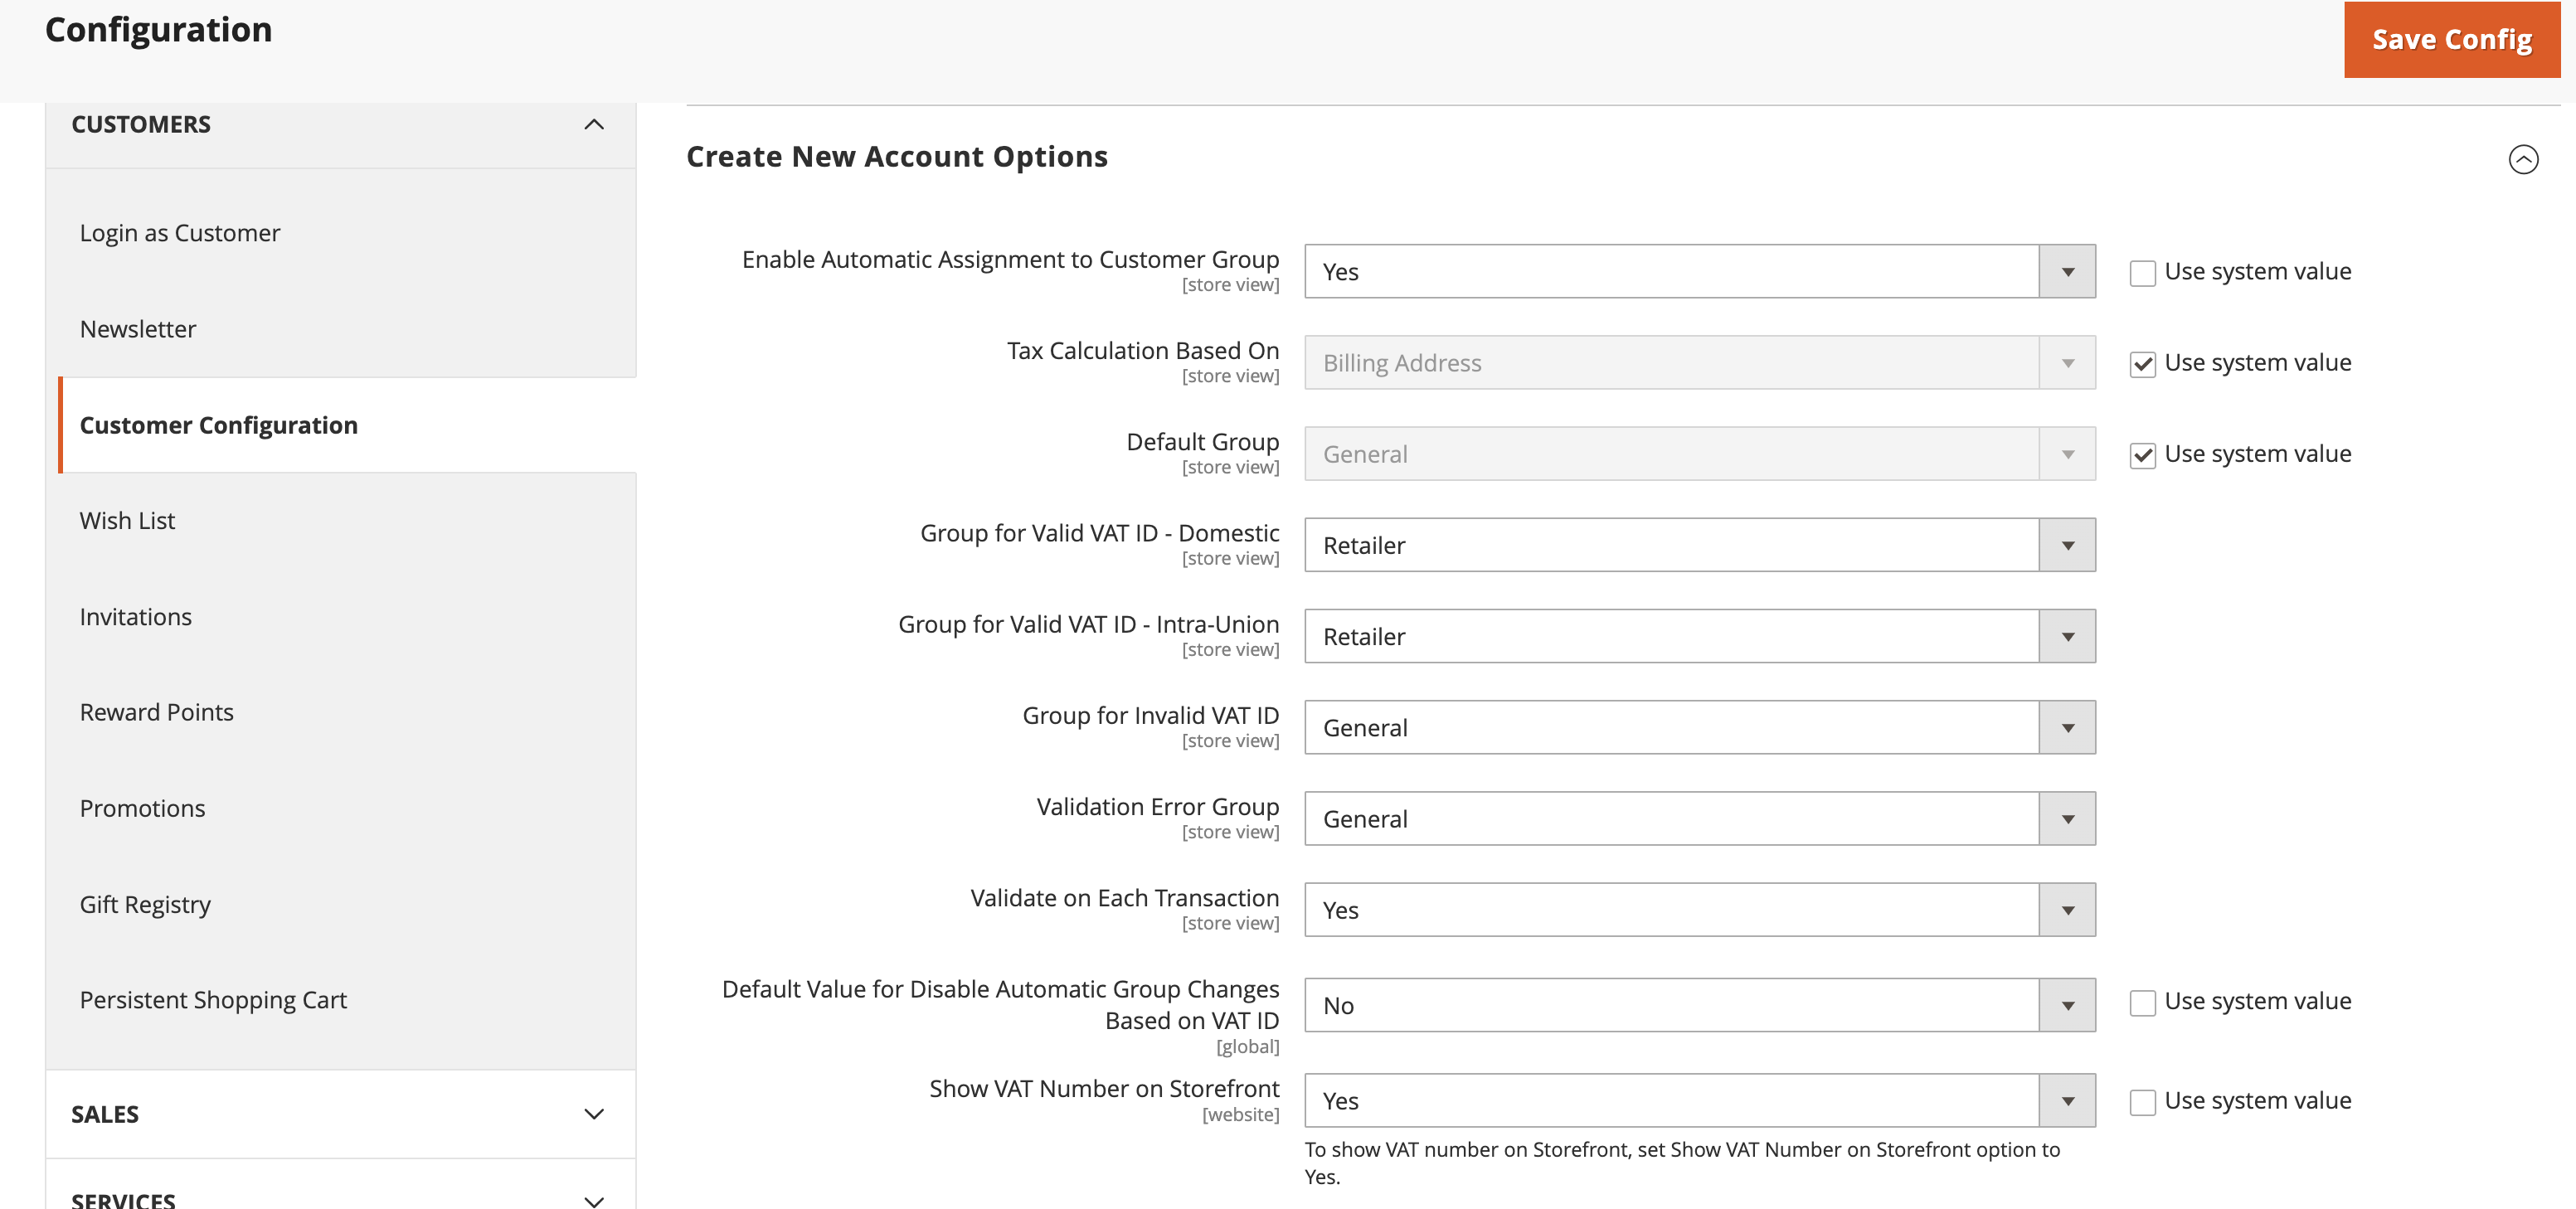 Configuration
Save Config
CUSTOMERS
Login as Customer
Newsletter
Customer Configuration
Wish List
Invitations
Reward Points
Promotions
Gift Registry
Persistent Shopping Cart
SALES
SERVICES
Create New Account Options
Enable Automatic Assignment to Customer Group
[store view]
Yes
Use system value
Tax Calculation Based On
[store view]
Billing Address
Use system value
Default Group
[store view]
General
Use system value
Group for Valid VAT ID - Domestic
[store view]
Retailer
Group for Valid VAT ID - Intra-Union
[store view]
Retailer
Group for Invalid VAT ID
[store view]
General
Validation Error Group
[store view]
General
Validate on Each Transaction
[store view]
Yes
Default Value for Disable Automatic Group Changes
Based on VAT ID
[global]
No
Use system value
Show VAT Number on Storefront
[website]
Yes
Use system value
To show VAT number on Storefront, set Show VAT Number on Storefront option to
Yes.